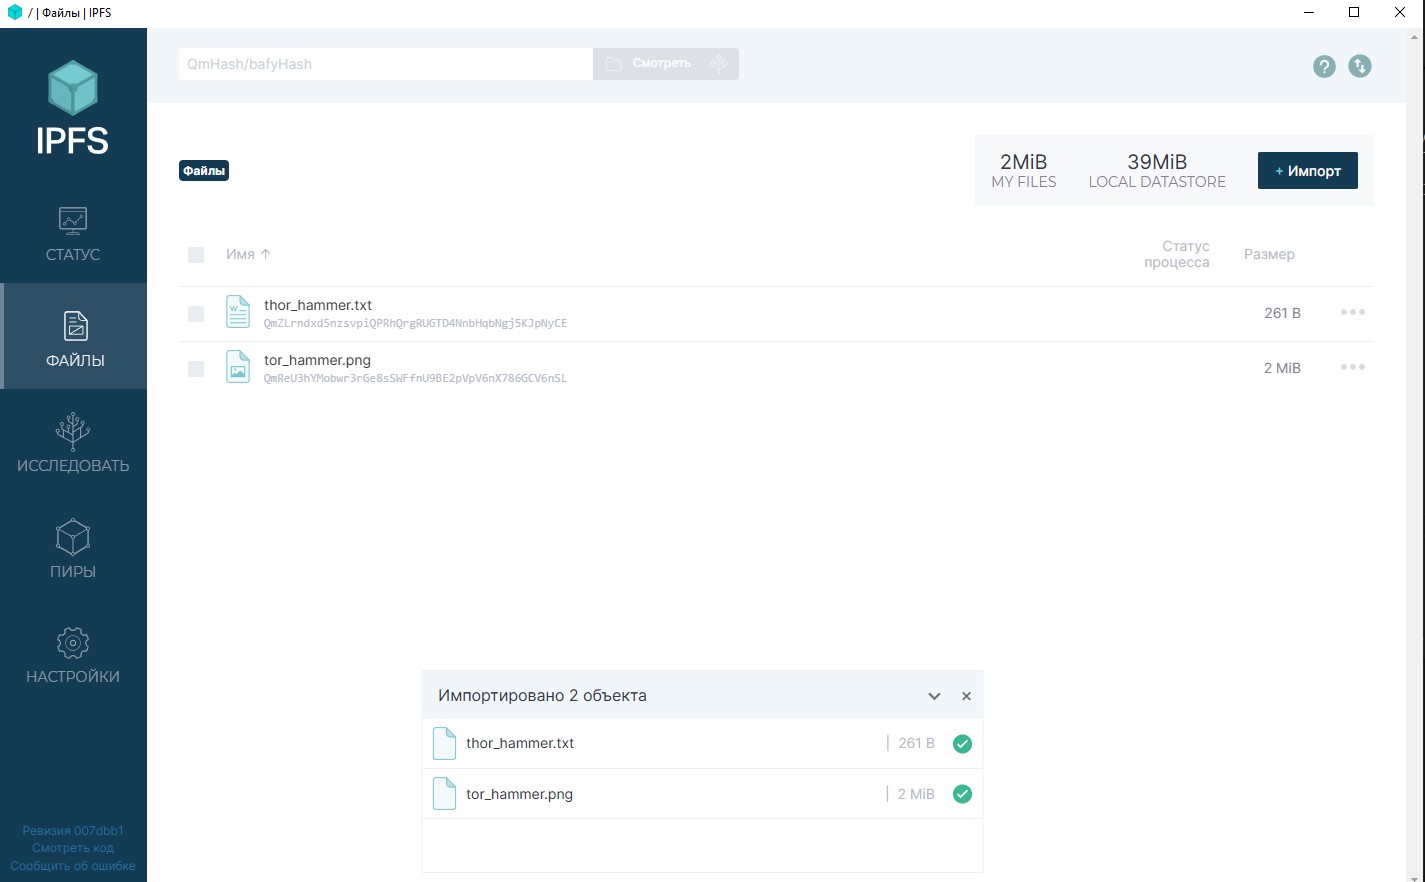 / | Файлы | IPFS
QmHash/bafyHash
Смотреть
IPFS
СТАТУС
ФАЙЛЫ
ИССЛЕДОВАТЬ
ПИРЫ
НАСТРОЙКИ
Ревизия 007dbb1
Смотреть код
Сообщить об ошибке
Файлы
2MiB
MY FILES
39MiB
LOCAL DATASTORE
+ Импорт
Имя ↑
Статус
процесса
Размер
thor_hammer.txt
QmZLrndxd5nzsvpiQPRhQrgRUGTD4NnbHqbNgj5KJpNyCE
261 B
tor_hammer.png
QmReU3hYMobwr3rGe8sSWFfnU9BE2pVpV6nX786GCV6nSL
2 MiB
Импортировано 2 объекта
thor_hammer.txt
261 B
tor_hammer.png
2 MiB